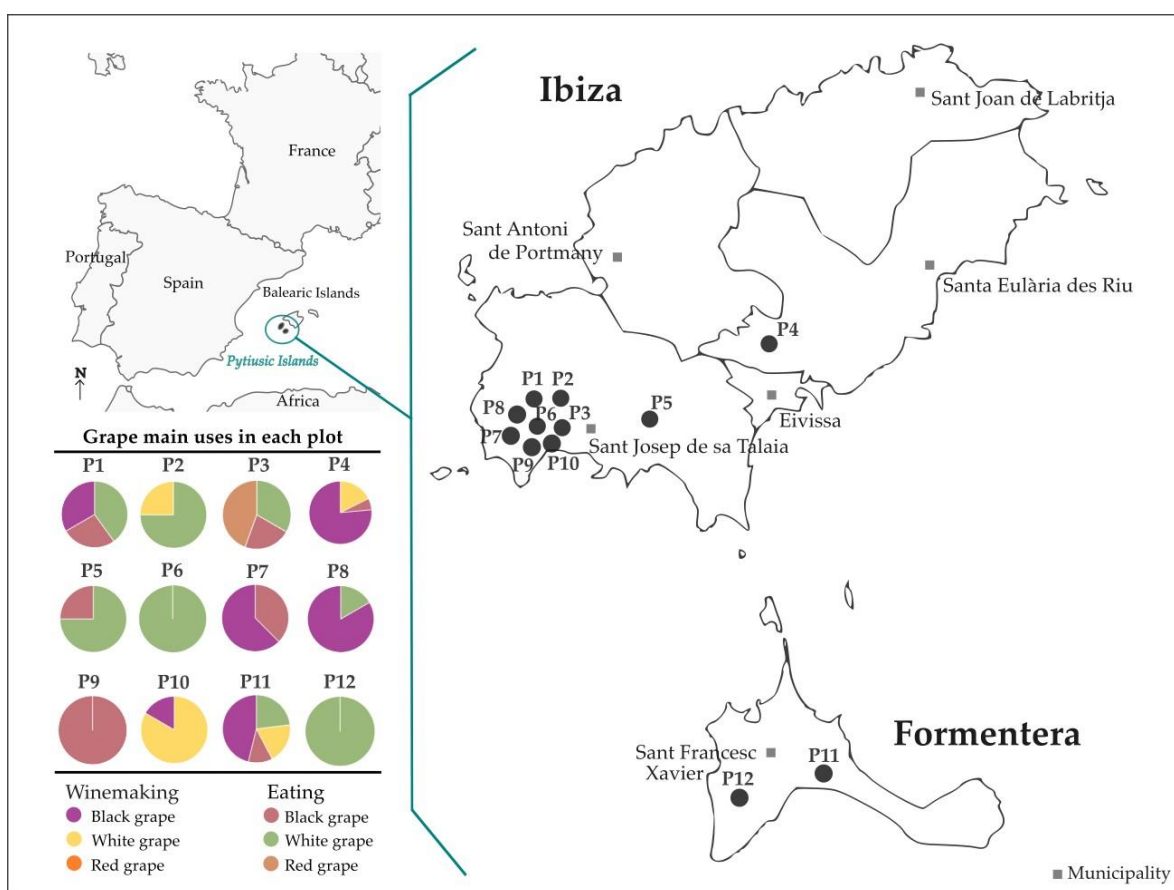 France
Portugal
Spain
Balearic Islands
Pytiusic Islands
N
Africa
Grape main uses in each plot
P1 P2 P3 P4
P5 P6 P7 P8
P9 P10 P11 P12
Winemaking
Black grape
White grape
Red grape
Eating
Black grape
White grape
Red grape
Ibiza
Sant Joan de Labritja
Sant Antoni
de Portmany
Santa Eulària des Riu
P4
P1 P2
P8 P6 P3 P5
Eivissa
P7
Sant Josep de sa Talaia
P9 P10
Formentera
Sant Francesc
Xavier
P11
P12
Municipality